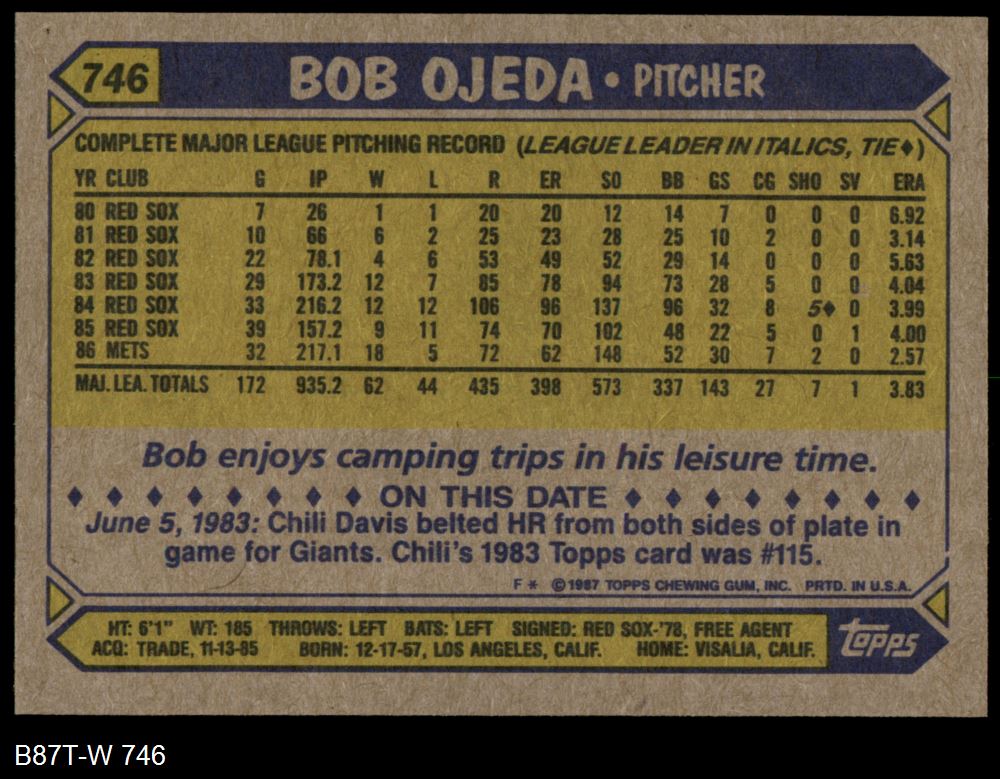 746 BOB OJEDA • PITCHER
COMPLETE MAJOR LEAGUE PITCHING RECORD (LEAGUE LEADER IN ITALICS, TIE♦)
YR CLUB G IP W L R ER SO BB GS CG SHO SV ERA
80 RED SOX 7 26 1 1 20 20 12 14 7 0 0 0 6.92
81 RED SOX 10 66 6 2 25 23 28 25 10 2 0 0 3.14
82 RED SOX 22 78.1 4 6 53 49 52 29 14 0 0 0 5.63
83 RED SOX 29 173.2 12 7 85 78 94 73 28 5 0 0 4.04
84 RED SOX 33 216.2 12 12 106 96 137 96 32 8 5♦ 0 3.99
85 RED SOX 39 157.2 9 11 74 70 102 48 22 5 0 1 4.00
86 METS 32 217.1 18 5 72 62 148 52 30 7 2 0 2.57
MAJ. LEA. TOTALS 172 935.2 62 44 435 398 573 337 143 27 7 1 3.83
Bob enjoys camping trips in his leisure time.
♦ ♦ ♦ ♦ ♦ ♦ ♦ ♦ ON THIS DATE ♦ ♦ ♦ ♦ ♦ ♦ ♦ ♦
June 5, 1983: Chili Davis belted HR from both sides of plate in
game for Giants. Chili's 1983 Topps card was #115.
F * ©1987 TOPPS CHEWING GUM, INC. PRTD. IN U.S.A.
HT: 6'1" WT: 185 THROWS: LEFT BATS: LEFT SIGNED: RED SOX-'78, FREE AGENT
ACQ: TRADE, 11-13-85 BORN: 12-17-57, LOS ANGELES, CALIF. HOME: VISALIA, CALIF.
TOPPS
B87T-W 746